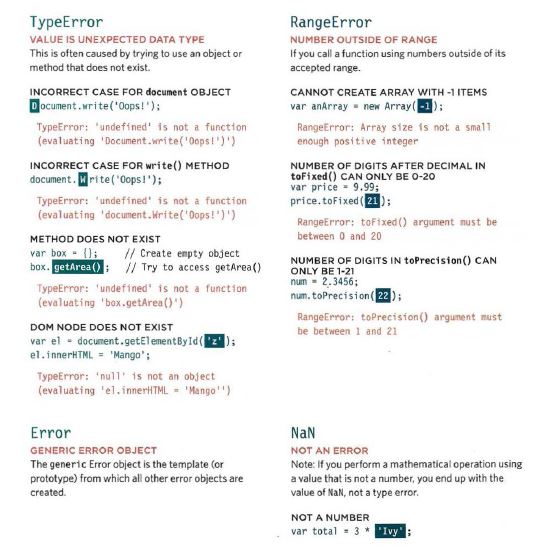 TypeError
VALUE IS UNEXPECTED DATA TYPE
This is often caused by trying to use an object or
method that does not exist.
INCORRECT CASE FOR document OBJECT
Document.write('Oops!');
TypeError: 'undefined' is not a function
(evaluating 'Document.write('Oops!')')
INCORRECT CASE FOR write() METHOD
document.Write('Oops!');
TypeError: 'undefined' is not a function
(evaluating 'document.Write('Oops!')')
METHOD DOES NOT EXIST
var box = {}; // Create empty object
box.getArea(); // Try to access getArea()
TypeError: 'undefined' is not a function
(evaluating 'box.getArea()')
DOM NODE DOES NOT EXIST
var el = document.getElementById('z');
el.innerHTML = 'Mango';
TypeError: 'null' is not an object
(evaluating 'el.innerHTML = 'Mango'')
RangeError
NUMBER OUTSIDE OF RANGE
If you call a function using numbers outside of its
accepted range.
CANNOT CREATE ARRAY WITH -1 ITEMS
var anArray = new Array(-1);
RangeError: Array size is not a small
enough positive integer
NUMBER OF DIGITS AFTER DECIMAL IN
toFixed() CAN ONLY BE 0-20
var price = 9.99;
price.toFixed(21);
RangeError: toFixed() argument must be
between 0 and 20
NUMBER OF DIGITS IN toPrecision() CAN
ONLY BE 1-21
num = 2.3456;
num.toPrecision(22);
RangeError: toPrecision() argument must
be between 1 and 21
Error
GENERIC ERROR OBJECT
The generic Error object is the template (or
prototype) from which all other error objects are
created.
NaN
NOT AN ERROR
Note: If you perform a mathematical operation using
a value that is not a number, you end up with the
value of NaN, not a type error.
NOT A NUMBER
var total = 3 * 'Ivy';